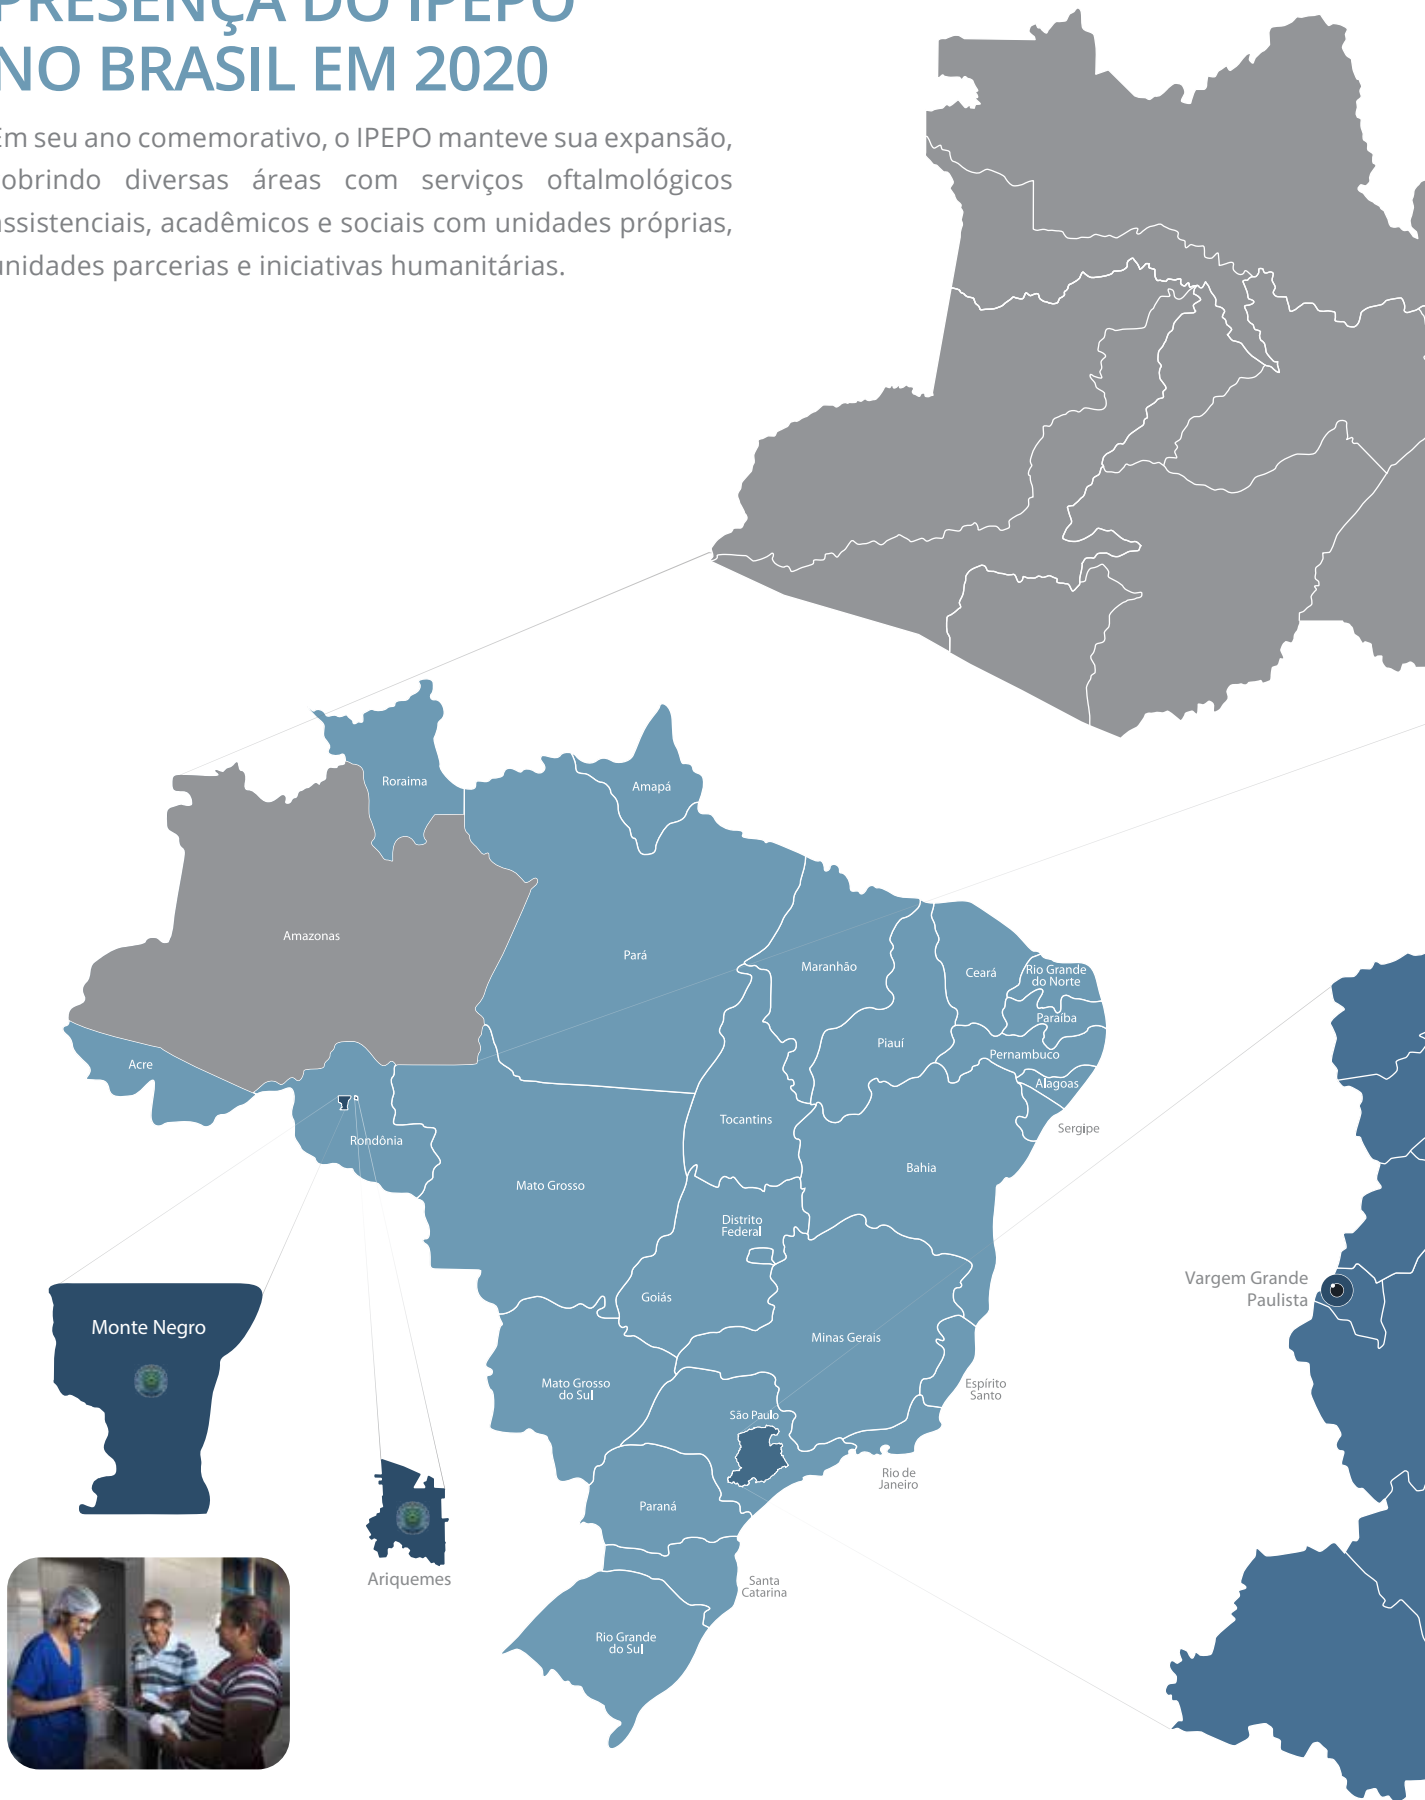 PRESENÇA DO IPEPO
NO BRASIL EM 2020
Em seu ano comemorativo, o IPEPO manteve sua expansão,
cobrindo diversas áreas com serviços oftalmológicos
assistenciais, acadêmicos e sociais com unidades próprias,
unidades parcerias e iniciativas humanitárias.
Roraima
Amapá
Amazonas
Pará
Maranhão
Ceará
Rio Grande
do Norte
Paraíba
Piauí
Pernambuco
Acre
Alagoas
Tocantins
Sergipe
Rondônia
Bahia
Mato Grosso
Distrito
Federal
Vargem Grande
Paulista
Goiás
Monte Negro
Minas Gerais
Mato Grosso
do Sul
Espírito
Santo
São Paulo
Rio de
Janeiro
Paraná
Ariquemes
Santa
Catarina
Rio Grande
do Sul